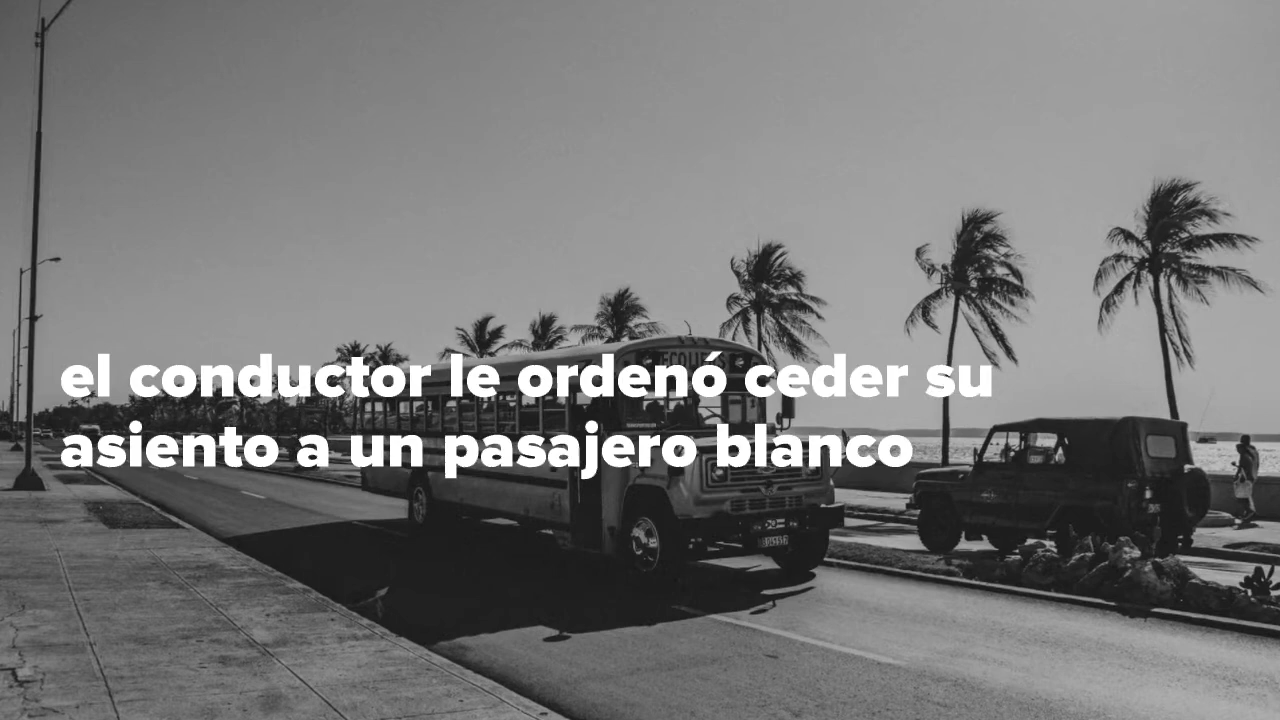 el conductor le ordenó ceder su
asiento a un pasajero blanco